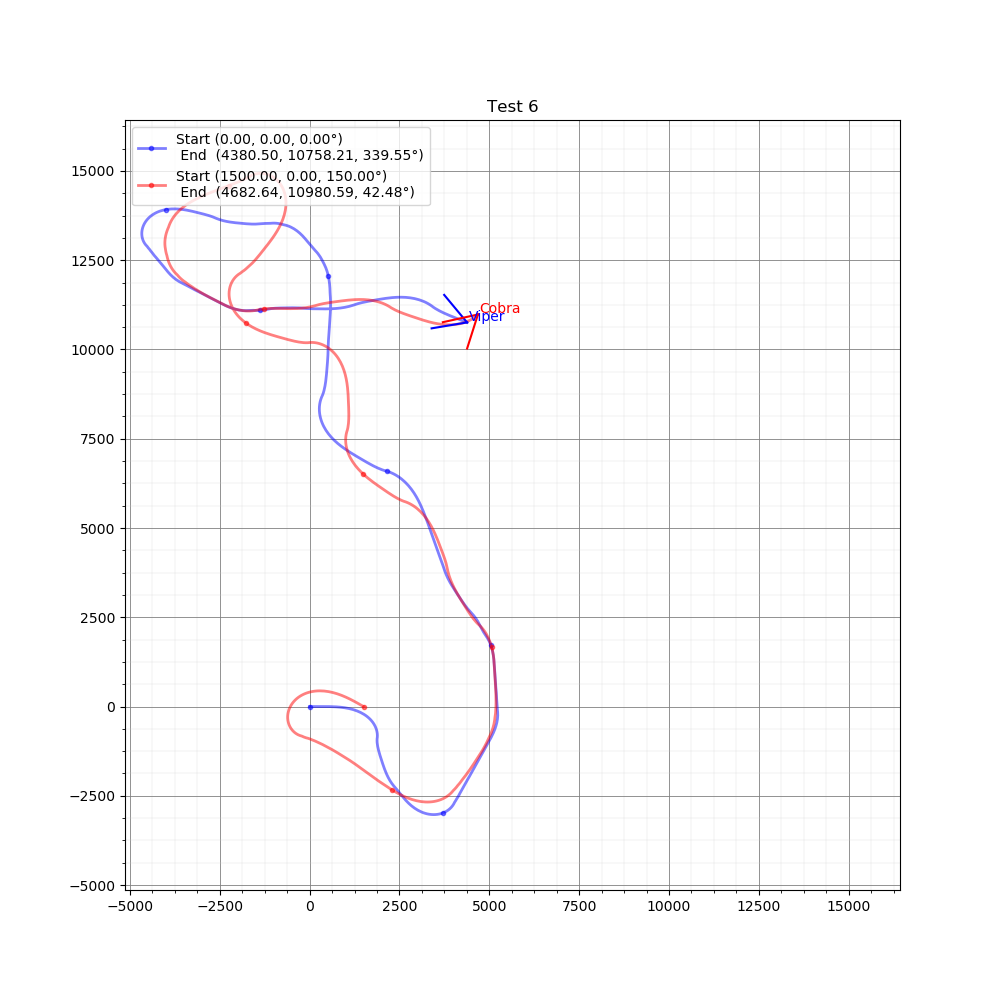 Test 6
Start (0.00, 0.00, 0.00°)
End (4380.50, 10758.21, 339.55°)
Start (1500.00, 0.00, 150.00°)
End (4682.64, 10980.59, 42.48°)
15000
12500
10000
7500
5000
2500
0
−2500
−5000
Cobra
Viper
−5000 −2500 0 2500 5000 7500 10000 12500 15000